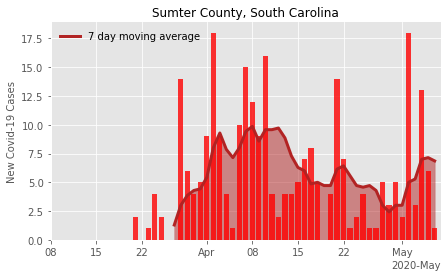 Sumter County, South Carolina
7 day moving average
New Covid-19 Cases
17.5
15.0
12.5
10.0
7.5
5.0
2.5
0.0
08 15 22 Apr 08 15 22 May
2020-May